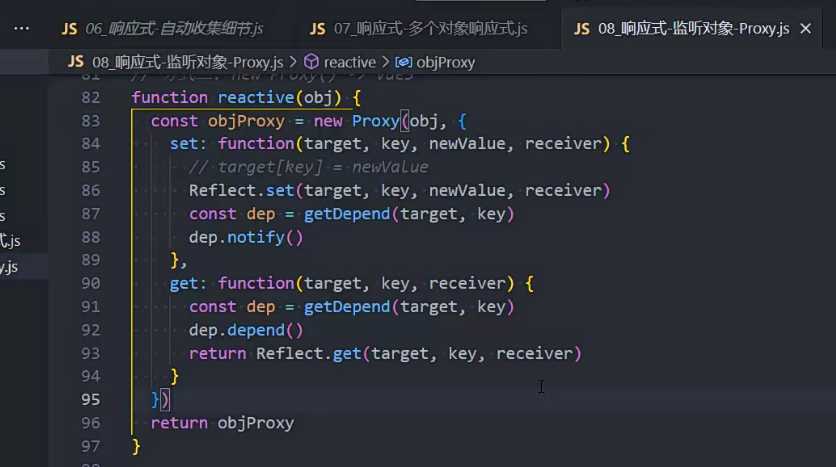 ... JS 06_响应式-自动收集细节.js JS 07_响应式-多个对象响应式.js JS 08_响应式-监听对象-Proxy.js ×
JS 08_响应式-监听对象-Proxy.js > reactive > objProxy
82 function reactive(obj) {
83 const objProxy = new Proxy(obj, {
84 set: function(target, key, newValue, receiver) {
85 // target[key] = newValue
86 Reflect.set(target, key, newValue, receiver)
87 const dep = getDepend(target, key)
88 dep.notify()
89 },
90 get: function(target, key, receiver) {
91 const dep = getDepend(target, key)
92 dep.depend()
93 return Reflect.get(target, key, receiver)
94 }
95 })
96 return objProxy
97 }